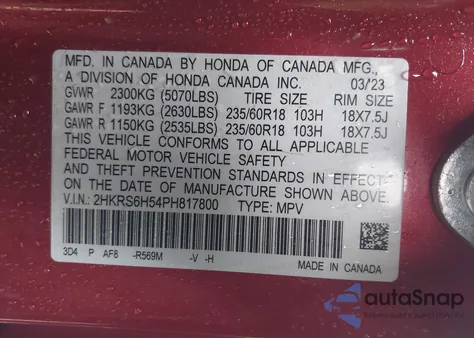 MFD. IN CANADA BY HONDA OF CANADA MFG.,
A DIVISION OF HONDA CANADA INC. 03/23
GVWR 2300KG (5070LBS) TIRE SIZE RIM SIZE
GAWR F 1193KG (2630LBS) 235/60R18 103H 18X7.5J
GAWR R 1150KG (2535LBS) 235/60R18 103H 18X7.5J
THIS VEHICLE CONFORMS TO ALL APPLICABLE
FEDERAL MOTOR VEHICLE SAFETY
AND THEFT PREVENTION STANDARDS IN EFFECT
ON THE DATE OF MANUFACTURE SHOWN ABOVE.
V.I.N.: 2HKRS6H54PH817800 TYPE: MPV
3D4 P AF8 -R569M -V -H
MADE IN CANADA
autoSnap